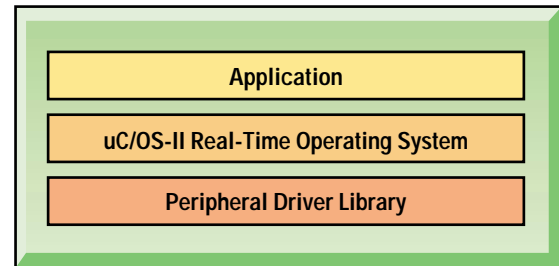 Application
uC/OS-II Real-Time Operating System
Peripheral Driver Library